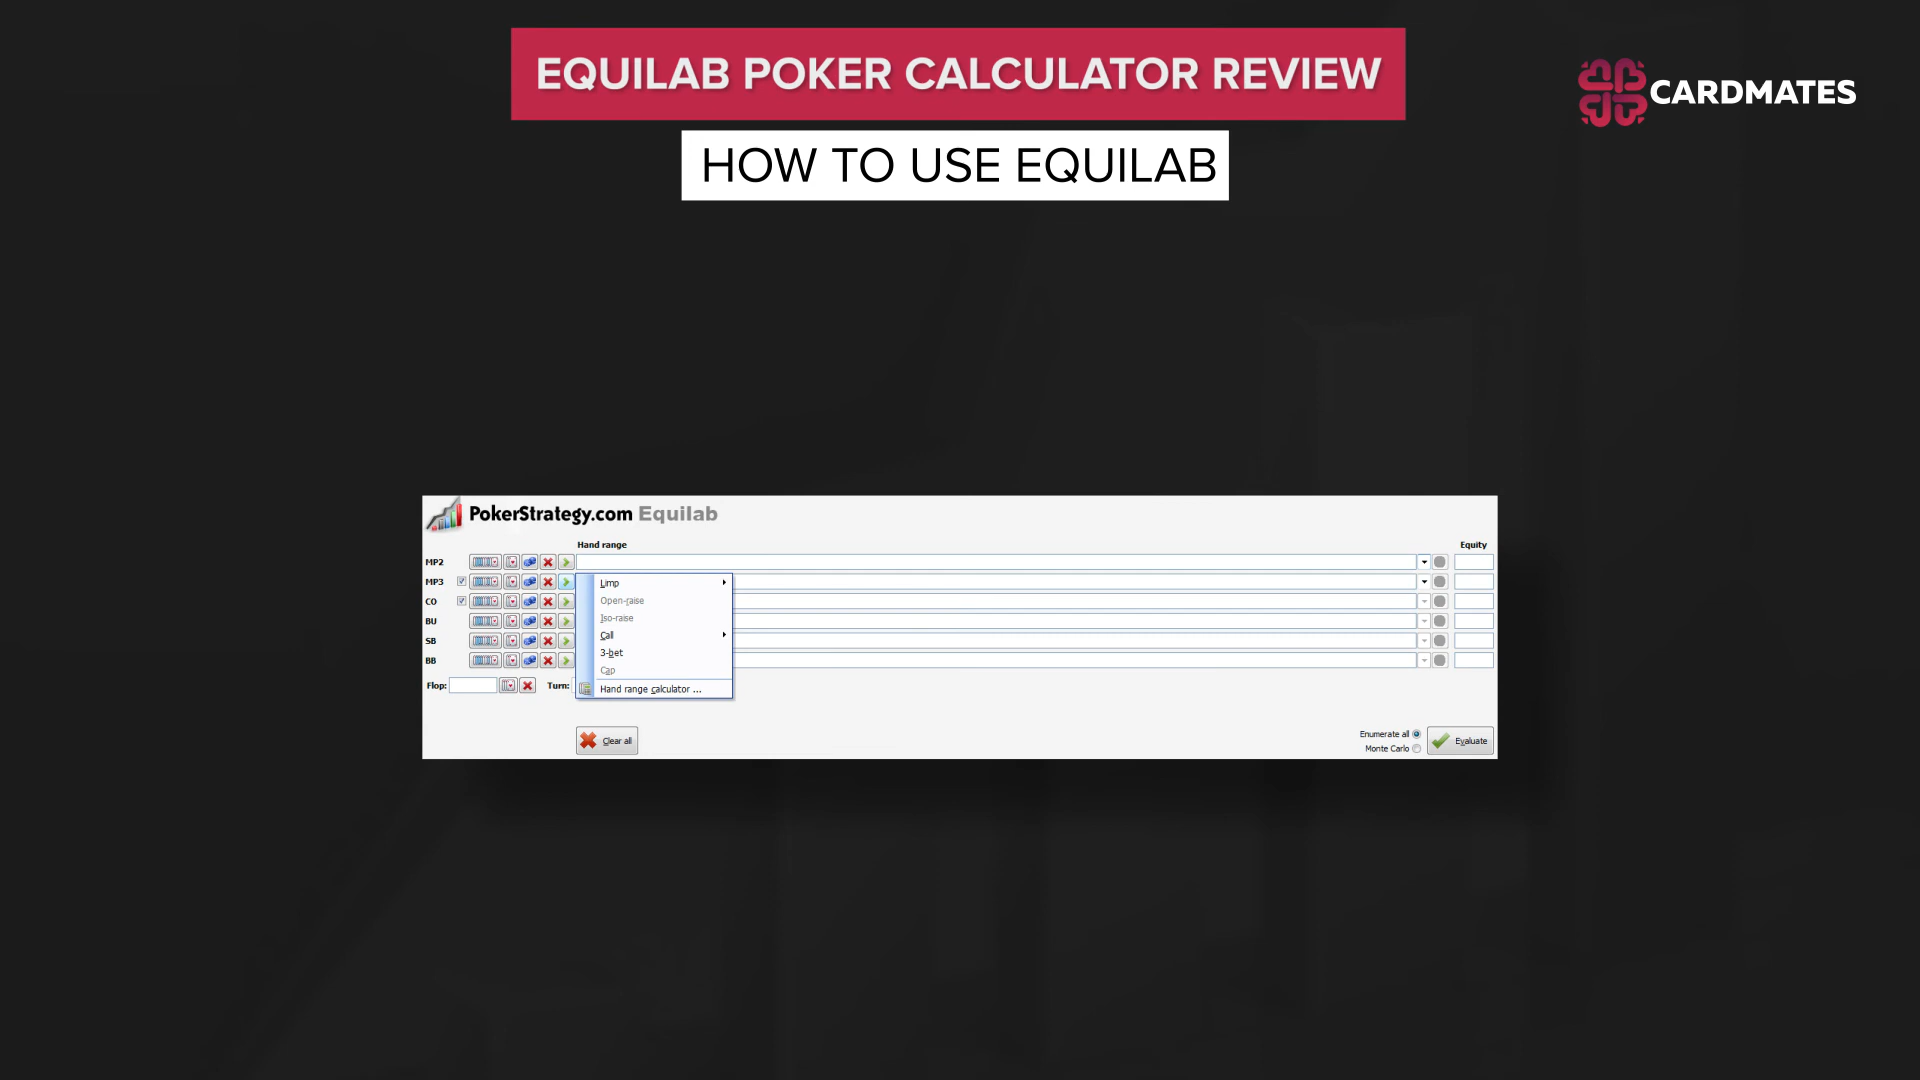 EQUILAB POKER CALCULATOR REVIEW
CARDMATES
HOW TO USE EQUILAB
PokerStrategy.com Equilab
Hand range
Equity
MP2
MP3
CO
BU
SB
BB
Limp
Open-raise
Iso-raise
Call
3-bet
Cap
Hand range calculator ...
Flop:
Turn:
Clear all
Enumerate all
Monte Carlo
Evaluate